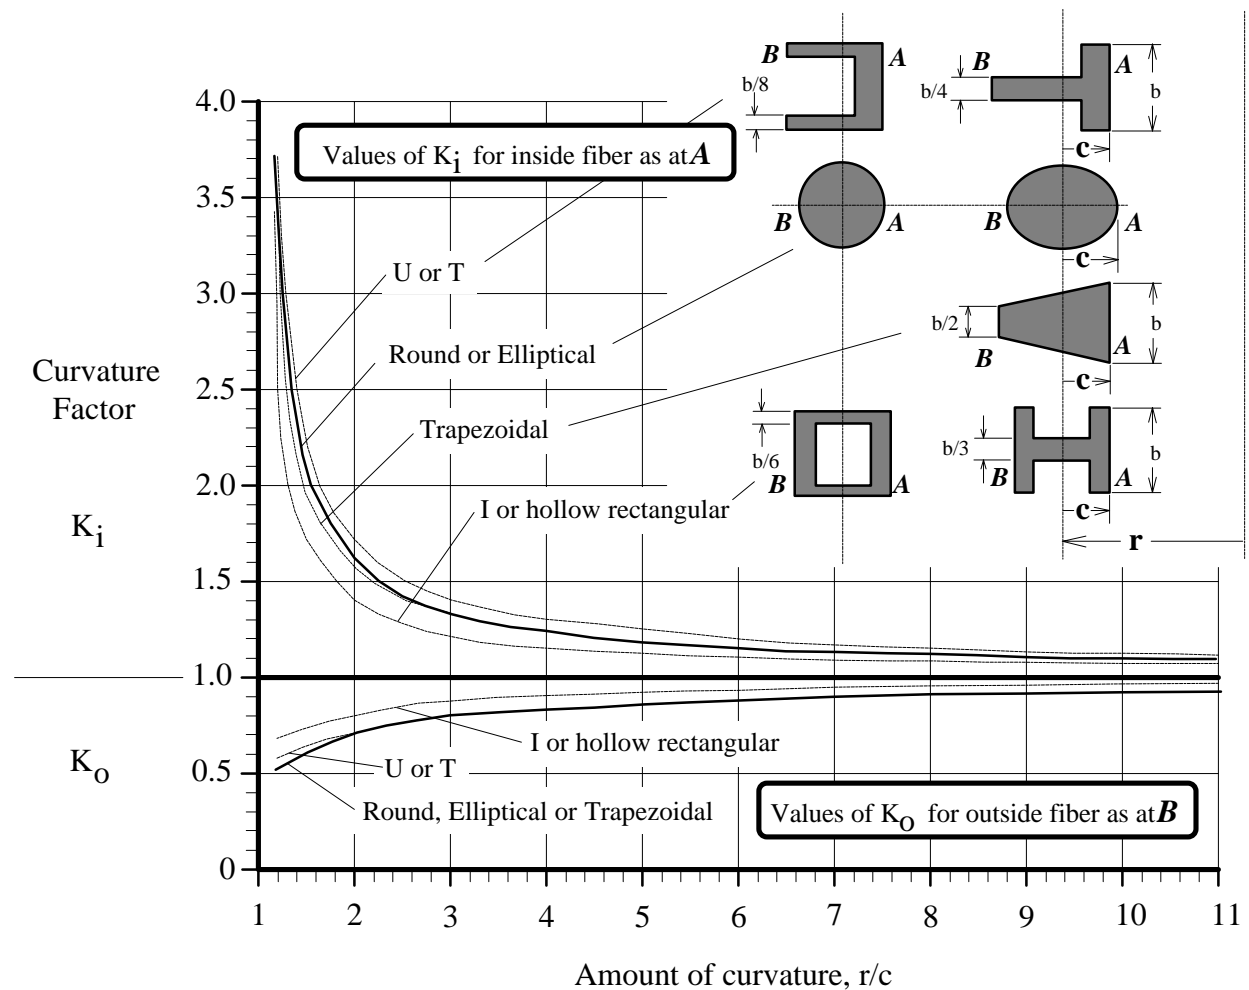 B
A
b/8
B
A
b/4
b
c
4.0
Values of Ki for inside fiber as at A
3.5
B
A
B
A
c
U or T
3.0
b/2
b
B
A
c
Round or Elliptical
Curvature
Factor
2.5
Trapezoidal
b/6
B
A
b/3
b
B
A
c
2.0
I or hollow rectangular
Ki
r
1.5
1.0
I or hollow rectangular
Ko
U or T
0.5
Round, Elliptical or Trapezoidal
Values of Ko for outside fiber as at B
0
1 2 3 4 5 6 7 8 9 10 11
Amount of curvature, r/c